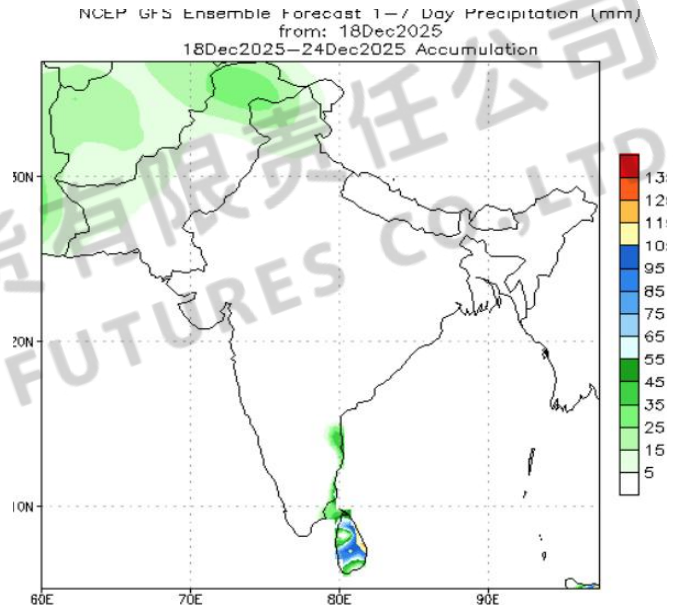 NCEP GFS Ensemble Forecast 1-7 Day Precipitation (mm)
from: 18Dec2025
18Dec2025-24Dec2025 Accumulation
有限责任公司
FUTURES CO.,LTD
30N
20N
10N
60E 70E 80E 90E
95
85
75
65
55
45
35
25
15
5